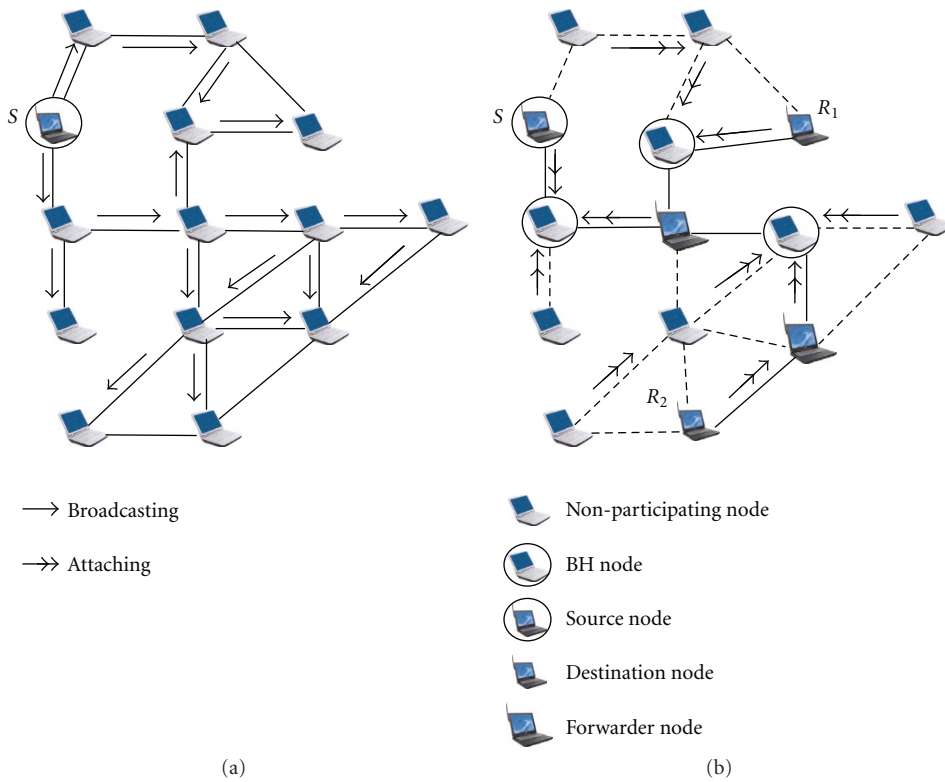 S
S
R1
R2
Broadcasting
Attaching
Non-participating node
BH node
Source node
Destination node
Forwarder node
(a)
(b)